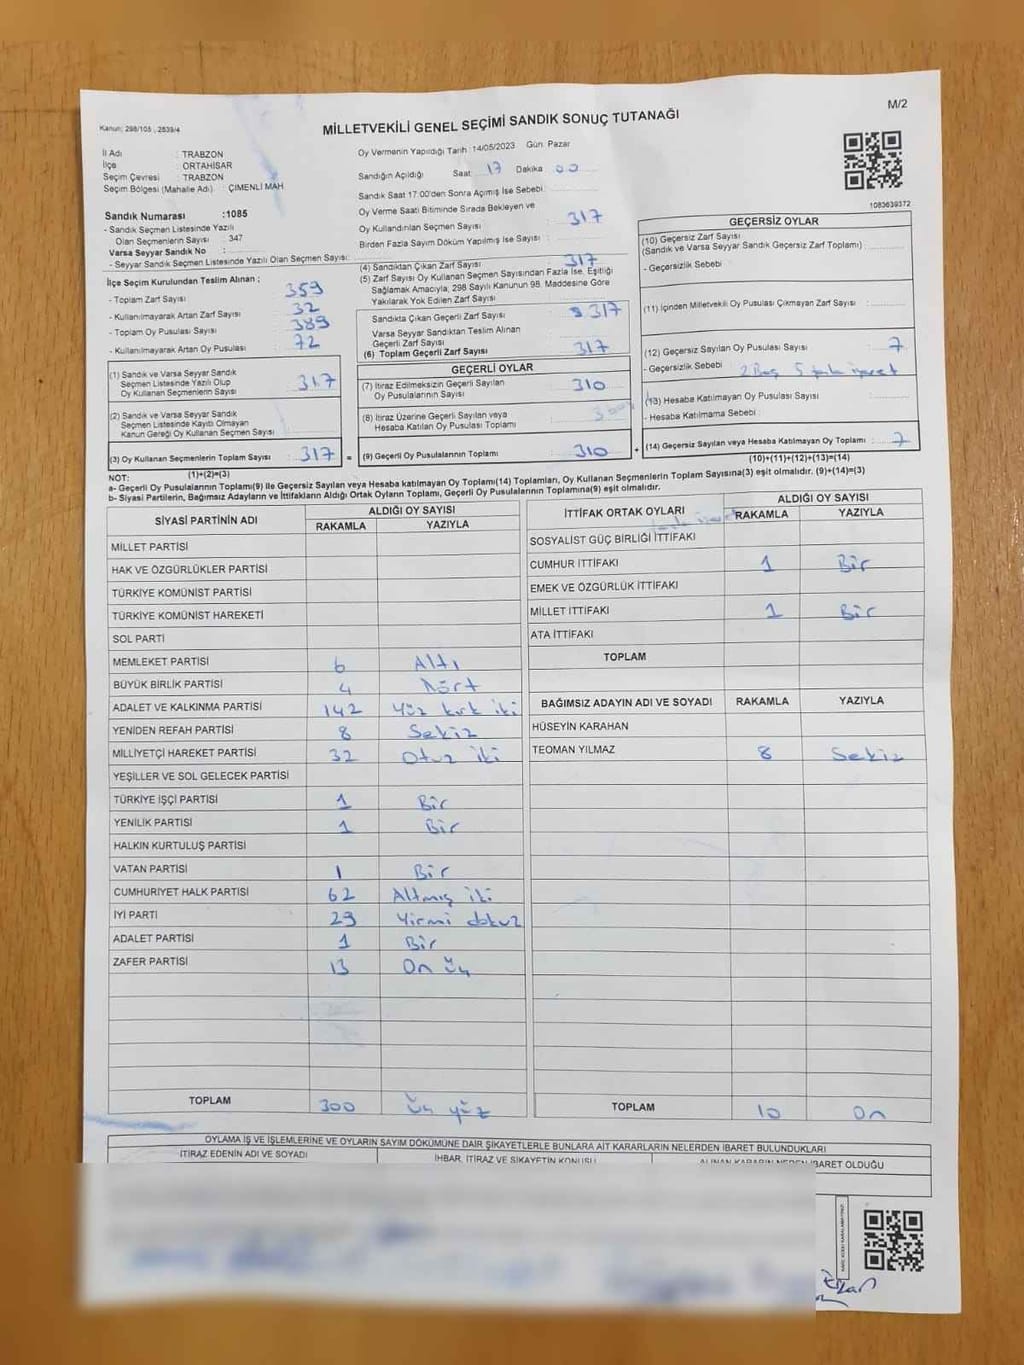 M/2
Kanun: 298/105 , 2839/4
MİLLETVEKİLİ GENEL SEÇİMİ SANDIK SONUÇ TUTANAĞI
İl Adı : TRABZON
İlçe : ORTAHİSAR
Seçim Çevresi : TRABZON
Seçim Bölgesi (Mahalle Adı) : ÇİMENLİ MAH
Sandık Numarası :1085
- Sandık Seçmen Listesinde Yazılı
Olan Seçmenlerin Sayısı : 347
Varsa Seyyar Sandık No :
- Seyyar Sandık Seçmen Listesinde Yazılı Olan Seçmen Sayısı:
İlçe Seçim Kurulundan Teslim Alınan ;
- Toplam Zarf Sayısı : 359
- Kullanılmayarak Artan Zarf Sayısı : 32
- Toplam Oy Pusulası Sayısı : 389
- Kullanılmayarak Artan Oy Pusulası : 72
Oy Vermenin Yapıldığı Tarih :14/05/2023 Gün: Pazar
Sandığın Açıldığı Saat: 17 Dakika: 00
Sandık Saat 17:00'den Sonra Açılmış İse Sebebi:
Oy Verme Saati Bitiminde Sırada Bekleyen ve
Oy Kullandırılan Seçmen Sayısı : 317
Birden Fazla Sayım Döküm Yapılmış İse Sayısı :
(4) Sandıktan Çıkan Zarf Sayısı : 317
(5) Zarf Sayısı Oy Kullanan Seçmen Sayısından Fazla İse, Eşitliği
Sağlamak Amacıyla; 298 Sayılı Kanunun 98. Maddesine Göre
Yakılarak Yok Edilen Zarf Sayısı :
Sandıkta Çıkan Geçerli Zarf Sayısı : 317
Varsa Seyyar Sandıktan Teslim Alınan
Geçerli Zarf Sayısı :
(6) Toplam Geçerli Zarf Sayısı : 317
1083639372
GEÇERSİZ OYLAR
(10) Geçersiz Zarf Sayısı
(Sandık ve Varsa Seyyar Sandık Geçersiz Zarf Toplamı) :
- Geçersizlik Sebebi :
(11) İçinden Milletvekili Oy Pusulası Çıkmayan Zarf Sayısı :
(12) Geçersiz Sayılan Oy Pusulası Sayısı : 7
- Geçersizlik Sebebi : 2 Boş 5
(13) Hesaba Katılmayan Oy Pusulası Sayısı :
- Hesaba Katılmama Sebebi :
(14) Geçersiz Sayılan veya Hesaba Katılmayan Oy Toplamı : 7
(10)+(11)+(12)+(13)=(14)
(1) Sandık ve Varsa Seyyar Sandık
Seçmen Listesinde Yazılı Olup
Oy Kullanan Seçmenlerin Sayısı : 317
(2) Sandık ve Varsa Seyyar Sandık
Seçmen Listesinde Kayıtlı Olmayan
Kanun Gereği Oy Kullanan Seçmen Sayısı :
(3) Oy Kullanan Seçmenlerin Toplam Sayısı : 317
(1)+(2)=(3)
GEÇERLİ OYLAR
(7) İtiraz Edilmeksizin Geçerli Sayılan
Oy Pusulalarının Sayısı : 310
(8) İtiraz Üzerine Geçerli Sayılan veya
Hesaba Katılan Oy Pusulası Toplamı :
= (9) Geçerli Oy Pusulalarının Toplamı : 310 +
NOT:
a- Geçerli Oy Pusulalarının Toplamı(9) İle Geçersiz Sayılan veya Hesaba katılmayan Oy Toplamı(14) Toplamları, Oy Kullanan Seçmenlerin Toplam Sayısına(3) eşit olmalıdır. (9)+(14)=(3)
b- Siyasi Partilerin, Bağımsız Adayların ve İttifakların Aldığı Ortak Oyların Toplamı, Geçerli Oy Pusulalarının Toplamına(9) eşit olmalıdır.
SİYASİ PARTİNİN ADI ALDIĞI OY SAYISI
RAKAMLA YAZIYLA
MİLLET PARTİSİ
HAK VE ÖZGÜRLÜKLER PARTİSİ
TÜRKİYE KOMÜNİST PARTİSİ
TÜRKİYE KOMÜNİST HAREKETİ
SOL PARTİ
MEMLEKET PARTİSİ 6 Altı
BÜYÜK BİRLİK PARTİSİ 4 Dört
ADALET VE KALKINMA PARTİSİ 142 Yüz kırk iki
YENİDEN REFAH PARTİSİ 8 Sekiz
MİLLİYETÇİ HAREKET PARTİSİ 32 Otuz iki
YEŞİLLER VE SOL GELECEK PARTİSİ
TÜRKİYE İŞÇİ PARTİSİ 1 Bir
YENİLİK PARTİSİ 1 Bir
HALKIN KURTULUŞ PARTİSİ
VATAN PARTİSİ 1 Bir
CUMHURİYET HALK PARTİSİ 62 Altmış iki
İYİ PARTİ 29 Yirmi dokuz
ADALET PARTİSİ 1 Bir
ZAFER PARTİSİ 13 On Üç
TOPLAM 300 Üç yüz
İTTİFAK ORTAK OYLARI ALDIĞI OY SAYISI
RAKAMLA YAZIYLA
SOSYALİST GÜÇ BİRLİĞİ İTTİFAKI
CUMHUR İTTİFAKI 1 Bir
EMEK VE ÖZGÜRLÜK İTTİFAKI
MİLLET İTTİFAKI 1 Bir
ATA İTTİFAKI
TOPLAM
BAĞIMSIZ ADAYIN ADI VE SOYADI RAKAMLA YAZIYLA
HÜSEYİN KARAHAN
TEOMAN YILMAZ 8 Sekiz
TOPLAM 10 On
OYLAMA İŞ VE İŞLEMLERİNE VE OYLARIN SAYIM DÖKÜMÜNE DAİR ŞİKAYETLERLE BUNLARA AİT KARARLARIN NELERDEN İBARET BULUNDUKLARI
İTİRAZ EDENİN ADI VE SOYADI İHBAR, İTİRAZ VE ŞİKAYETİN KONUSU ALINAN KARARIN NEDEN İBARET OLDUĞU